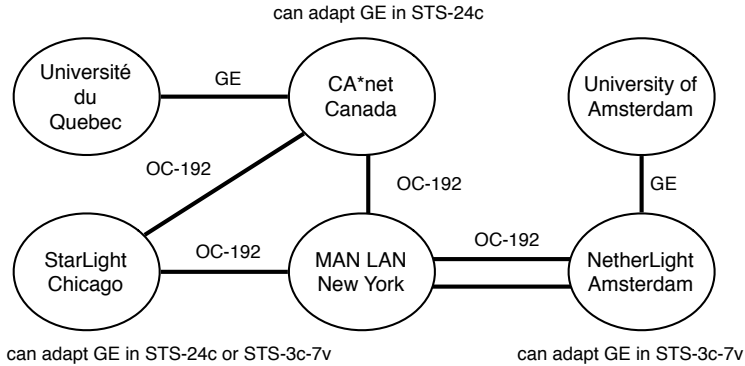 can adapt GE in STS-24c
Université
du
Quebec
GE
CA*net
Canada
University of
Amsterdam
OC-192
OC-192
GE
StarLight
Chicago
OC-192
MAN LAN
New York
OC-192
NetherLight
Amsterdam
can adapt GE in STS-24c or STS-3c-7v
can adapt GE in STS-3c-7v